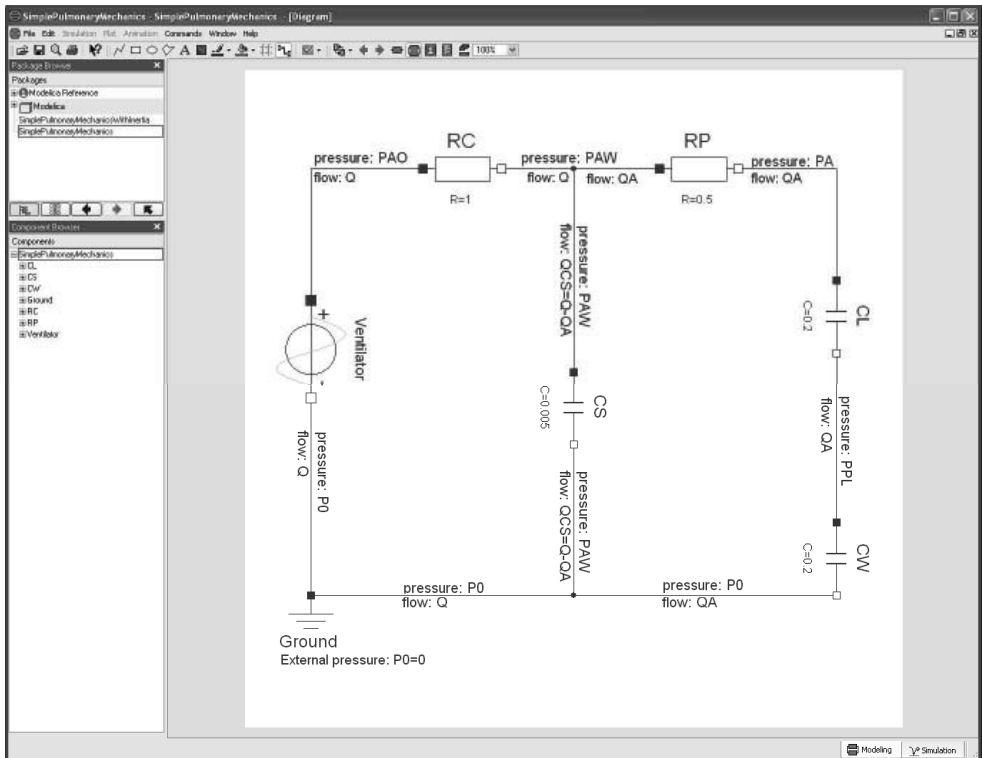 SimplePulmonaryMechanics - SimplePulmonaryMechanics - [Diagram]
File Edit Simulation Plot Animation Commands Window Help
100%
Package Browser
Packages
Modelica Reference
Modelica
SimplePulmonaryMechanicsWithInertia
SimplePulmonaryMechanics
Component Browser
Components
SimplePulmonaryMechanics
CL
CS
CW
Ground
RC
RP
Ventilator
RC
RP
pressure: PAO
flow: Q
R=1
pressure: PAW
flow: Q
flow: QA
R=0.5
pressure: PA
flow: QA
pressure: PAW
flow: QCS=Q-QA
CL
C=0.2
+
Ventilator
-
CS
C=0.005
pressure: P0
flow: Q
pressure: PPL
flow: QA
pressure: PAW
flow: QCS=Q-QA
CW
C=0.2
pressure: P0
flow: Q
pressure: P0
flow: QA
Ground
External pressure: P0=0
Modeling
Simulation